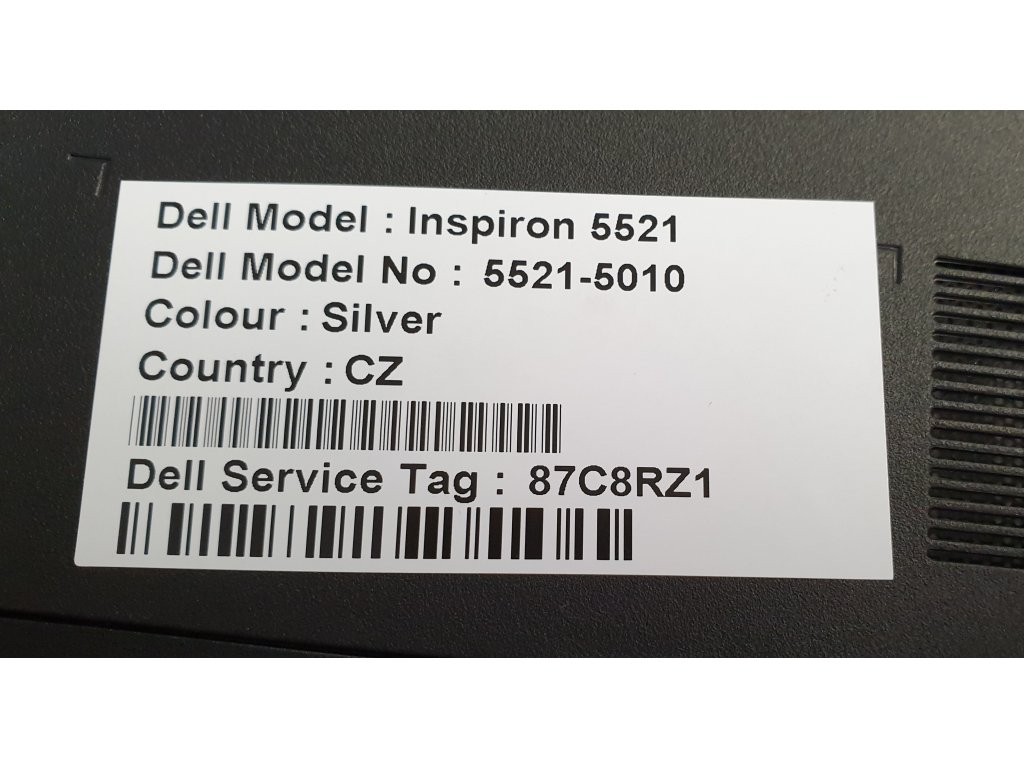 Dell Model : Inspiron 5521
Dell Model No : 5521-5010
Colour : Silver
Country : CZ
Dell Service Tag : 87C8RZ1